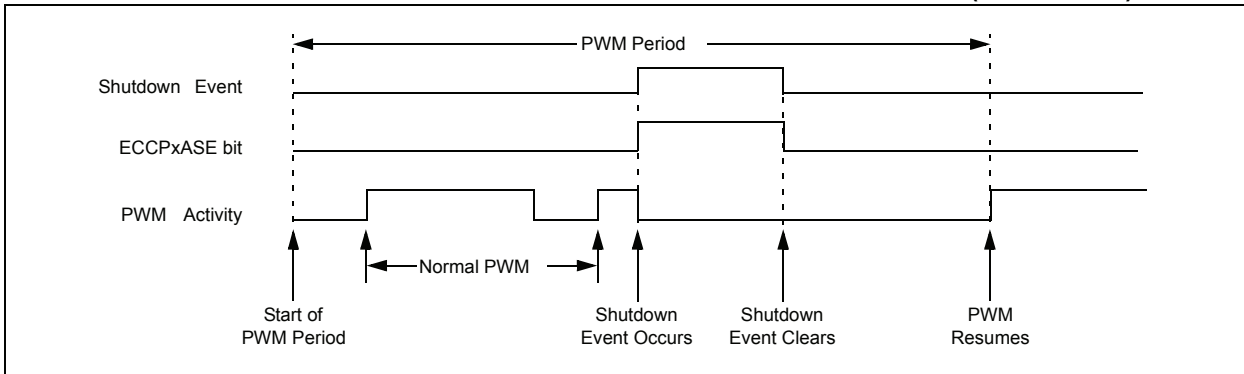 PWM Period
Shutdown Event
ECCPxASE bit
PWM Activity
Normal PWM
Start of
PWM Period
Shutdown
Event Occurs
Shutdown
Event Clears
PWM
Resumes